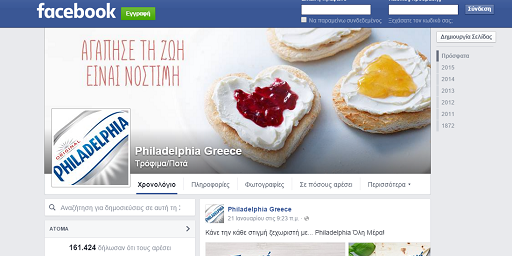 facebook
Εγγραφή
Να παραμείνω συνδεδεμένος
Ξεχάσατε τον κωδικό σας;
Σύνδεση
Δημιουργία Σελίδας
Πρόσφατα
2015
2014
2013
2012
2011
1872
ΑΓΑΠΗΣΕ ΤΗ ΖΩΗ
ΕΙΝΑΙ ΝΟΣΤΙΜΗ
ORIGINAL
PHILADELPHIA
Philadelphia Greece
Τρόφιμα/Ποτά
Χρονολόγιο
Πληροφορίες
Φωτογραφίες
Σε πόσους αρέσει
Περισσότερα
Αναζήτηση για δημοσιεύσεις σε αυτή τη Σ
ΑΤΟΜΑ
161.424 δήλωσαν ότι τους αρέσει
Philadelphia Greece
21 Ιανουαρίου στις 9:23 π.μ.
Κάνε την κάθε στιγμή ξεχωριστή με... Philadelphia Όλη Μέρα!